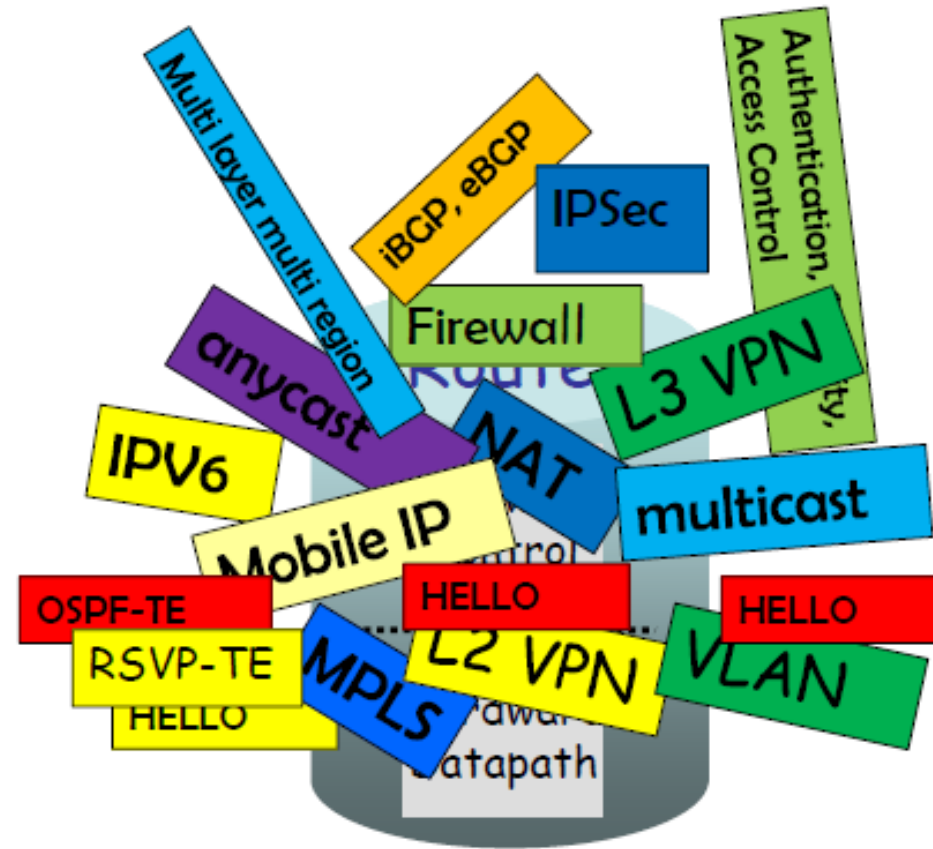 Multi layer multi region
iBGP, eBGP
IPSec
Authentication,
Access Control
Firewall
anycast
L3 VPN
NAT
IPV6
multicast
Mobile IP
OSPF-TE
HELLO
HELLO
RSVP-TE
MPLS
L2 VPN
VLAN
HELLO